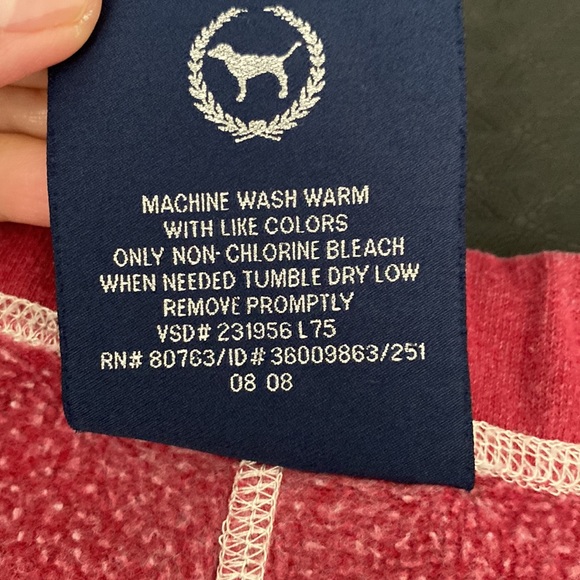 MACHINE WASH WARM
WITH LIKE COLORS
ONLY NON-CHLORINE BLEACH
WHEN NEEDED TUMBLE DRY LOW
REMOVE PROMPTLY
VSD# 231956 L75
RN# 80763/ID# 36009863/251
08 08